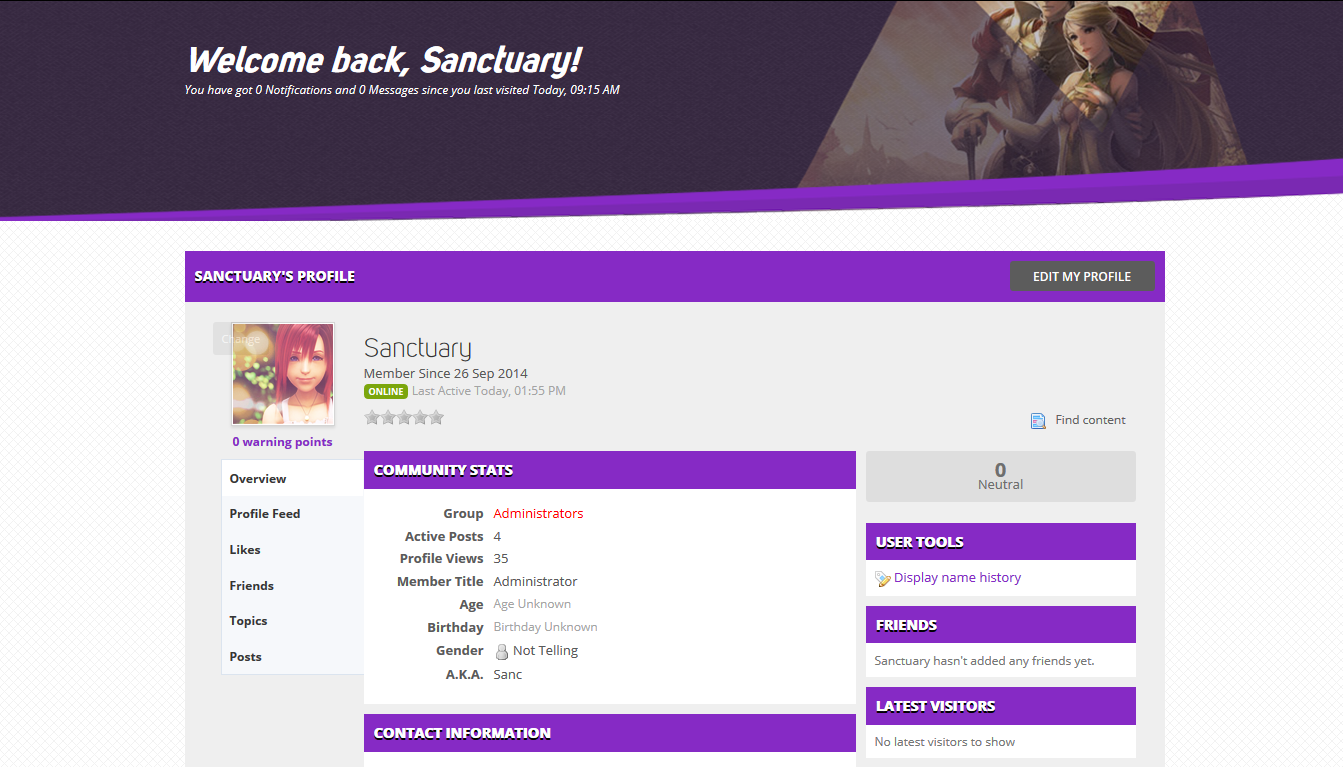 Welcome back, Sanctuary!
You have got 0 Notifications and 0 Messages since you last visited Today, 09:15 AM
SANCTUARY'S PROFILE
EDIT MY PROFILE
Change
Sanctuary
Member Since 26 Sep 2014
ONLINE Last Active Today, 01:55 PM
Find content
0 warning points
Overview
Profile Feed
Likes
Friends
Topics
Posts
COMMUNITY STATS
Group Administrators
Active Posts 4
Profile Views 35
Member Title Administrator
Age Age Unknown
Birthday Birthday Unknown
Gender Not Telling
A.K.A. Sanc
CONTACT INFORMATION
0
Neutral
USER TOOLS
Display name history
FRIENDS
Sanctuary hasn't added any friends yet.
LATEST VISITORS
No latest visitors to show